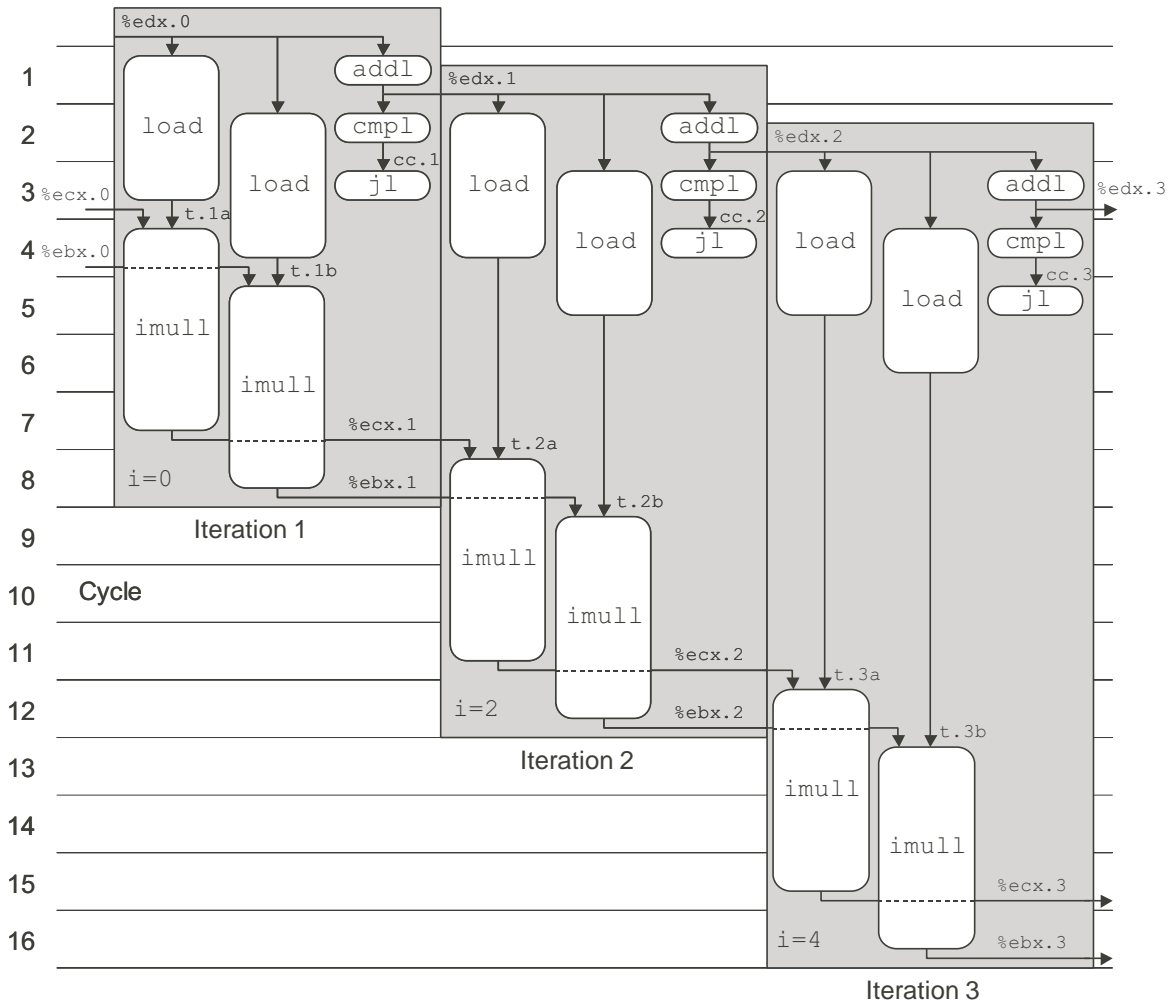 %edx.0
1
addl
%edx.1
load
2
cmpl
addl
%edx.2
load
cc.1
load
3
%ecx.0
jl
load
cmpl
load
addl
%edx.3
t.1a
cc.2
4
%ebx.0
load
jl
load
cmpl
t.1b
cc.3
5
imull
load
jl
6
imull
7
%ecx.1
t.2a
8
i=0
%ebx.1
t.2b
Iteration 1
9
imull
10
Cycle
imull
11
%ecx.2
t.3a
12
i=2
%ebx.2
t.3b
Iteration 2
13
imull
14
imull
15
%ecx.3
16
i=4
%ebx.3
Iteration 3